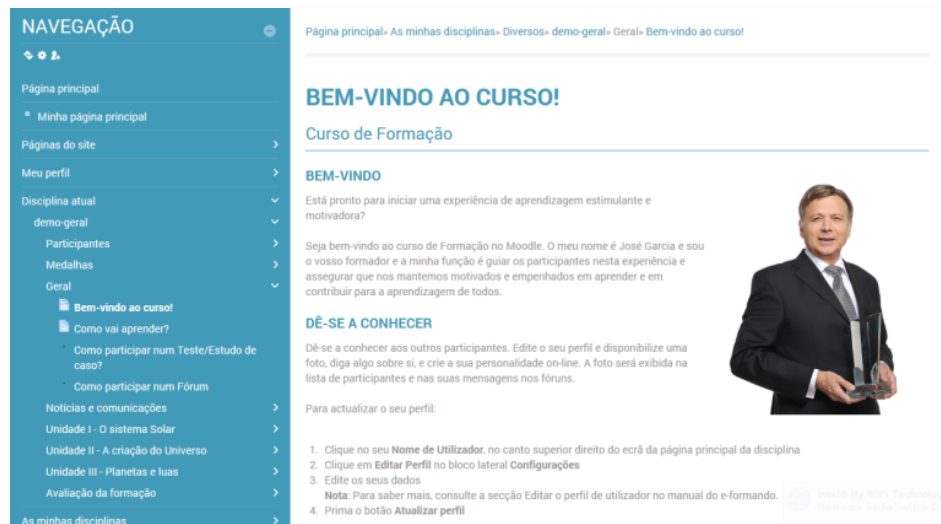 NAVEGAÇÃO
Página principal
Minha página principal
Páginas do site
Meu perfil
Disciplina atual
demo-geral
Participantes
Medalhas
Geral
Bem-vindo ao curso!
Como vai aprender?
Como participar num Teste/Estudo de
caso?
Como participar num Fórum
Notícias e comunicações
Unidade I - O sistema Solar
Unidade II - A criação do Universo
Unidade III - Planetas e luas
Avaliação da formação
As minhas disciplinas
Página principal» As minhas disciplinas» Diversos» demo-geral» Geral» Bem-vindo ao curso!
BEM-VINDO AO CURSO!
Curso de Formação
BEM-VINDO
Está pronto para iniciar uma experiência de aprendizagem estimulante e
motivadora?
Seja bem-vindo ao curso de Formação no Moodle. O meu nome é José Garcia e sou
o vosso formador e a minha função é guiar os participantes nesta experiência e
assegurar que nos mantemos motivados e empenhados em aprender e em
contribuir para a aprendizagem de todos.
DÊ-SE A CONHECER
Dê-se a conhecer aos outros participantes. Edite o seu perfil e disponibilize uma
foto, diga algo sobre si, e crie a sua personalidade on-line. A foto será exibida na
lista de participantes e nas suas mensagens nos fóruns.
Para actualizar o seu perfil:
1. Clique no seu Nome de Utilizador, no canto superior direito do ecrã da página principal da disciplina
2. Clique em Editar Perfil no bloco lateral Configurações
3. Edite os seus dados
Nota: Para saber mais, consulte a secção Editar o perfil de utilizador no manual do e-formando.
4. Prima o botão Atualizar perfil